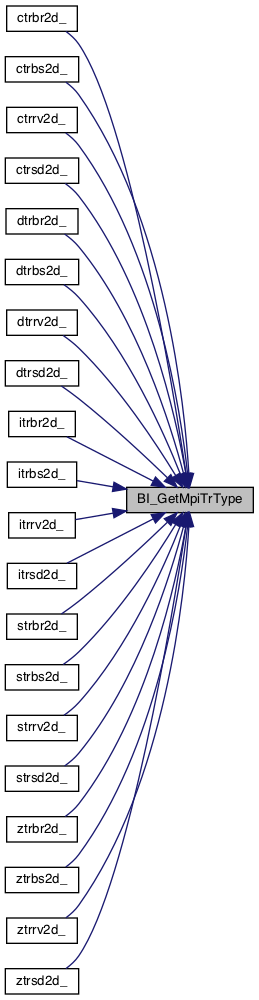 ctrbr2d_
ctrbs2d_
ctrrv2d_
ctrsd2d_
dtrbr2d_
dtrbs2d_
dtrrv2d_
dtrsd2d_
itrbr2d_
itrbs2d_
BI_GetMpiTrType
itrrv2d_
itrsd2d_
strbr2d_
strbs2d_
strrv2d_
strsd2d_
ztrbr2d_
ztrbs2d_
ztrrv2d_
ztrsd2d_